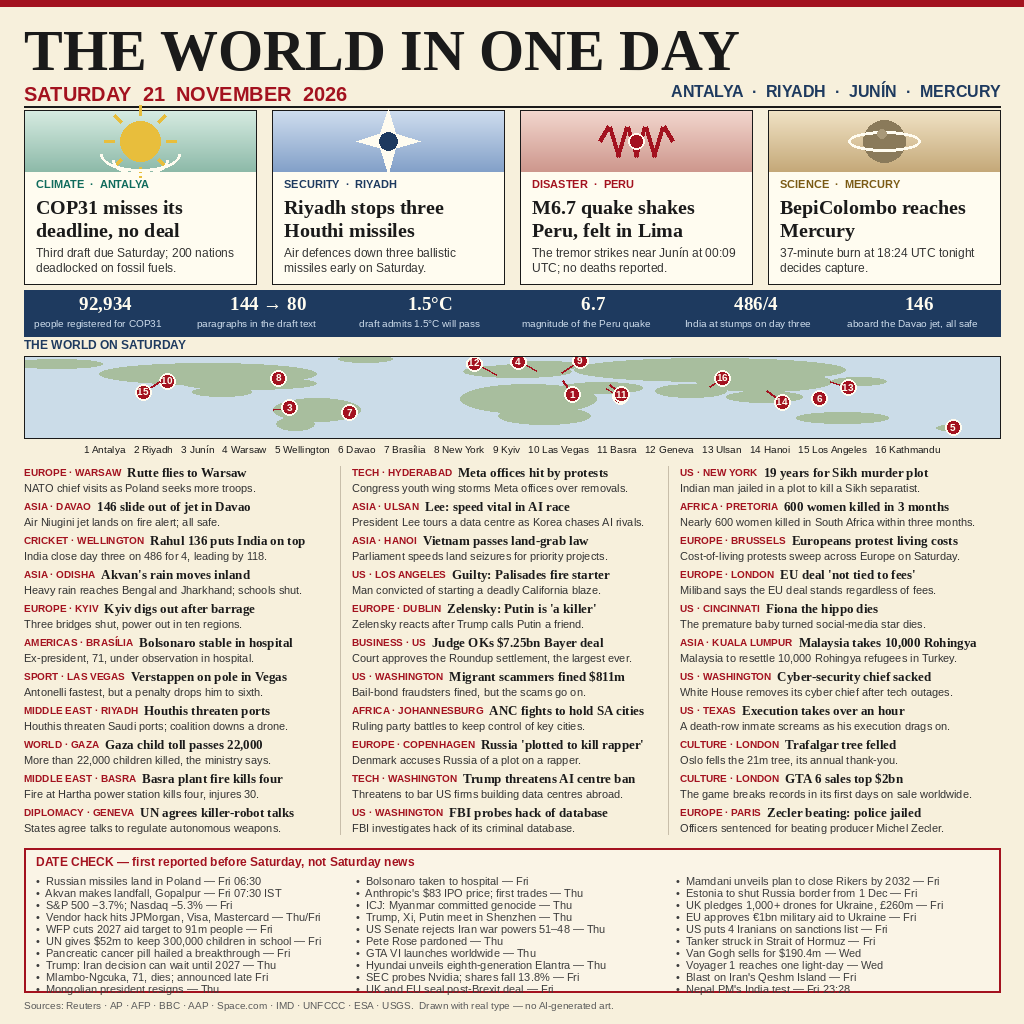 THE WORLD IN ONE DAY
SATURDAY 21 NOVEMBER 2026
ANTALYA · RIYADH · JUNÍN · MERCURY
CLIMATE · ANTALYA
COP31 misses its
deadline, no deal
Third draft due Saturday; 200 nations
deadlocked on fossil fuels.
SECURITY · RIYADH
Riyadh stops three
Houthi missiles
Air defences down three ballistic
missiles early on Saturday.
DISASTER · PERU
M6.7 quake shakes
Peru, felt in Lima
The tremor strikes near Junín at 00:09
UTC; no deaths reported.
SCIENCE · MERCURY
BepiColombo reaches
Mercury
37-minute burn at 18:24 UTC tonight
decides capture.
92,934
people registered for COP31
144 → 80
paragraphs in the draft text
1.5°C
draft admits 1.5°C will pass
6.7
magnitude of the Peru quake
486/4
India at stumps on day three
146
aboard the Davao jet, all safe
THE WORLD ON SATURDAY
12
4
9
10
15
8
3
7
1
11
16
14
6
13
5
1 Antalya 2 Riyadh 3 Junín 4 Warsaw 5 Wellington 6 Davao 7 Brasília 8 New York 9 Kyiv 10 Las Vegas 11 Basra 12 Geneva 13 Ulsan 14 Hanoi 15 Los Angeles 16 Kathmandu
EUROPE · WARSAW Rutte flies to Warsaw
NATO chief visits as Poland seeks more troops.
ASIA · DAVAO 146 slide out of jet in Davao
Air Niugini jet lands on fire alert; all safe.
CRICKET · WELLINGTON Rahul 136 puts India on top
India close day three on 486 for 4, leading by 118.
ASIA · ODISHA Akvan's rain moves inland
Heavy rain reaches Bengal and Jharkhand; schools shut.
EUROPE · KYIV Kyiv digs out after barrage
Three bridges shut, power out in ten regions.
AMERICAS · BRASÍLIA Bolsonaro stable in hospital
Ex-president, 71, under observation in hospital.
SPORT · LAS VEGAS Verstappen on pole in Vegas
Antonelli fastest, but a penalty drops him to sixth.
MIDDLE EAST · RIYADH Houthis threaten ports
Houthis threaten Saudi ports; coalition downs a drone.
WORLD · GAZA Gaza child toll passes 22,000
More than 22,000 children killed, the ministry says.
MIDDLE EAST · BASRA Basra plant fire kills four
Fire at Hartha power station kills four, injures 30.
DIPLOMACY · GENEVA UN agrees killer-robot talks
States agree talks to regulate autonomous weapons.
TECH · HYDERABAD Meta offices hit by protests
Congress youth wing storms Meta offices over removals.
ASIA · ULSAN Lee: speed vital in AI race
President Lee tours a data centre as Korea chases AI rivals.
ASIA · HANOI Vietnam passes land-grab law
Parliament speeds land seizures for priority projects.
US · LOS ANGELES Guilty: Palisades fire starter
Man convicted of starting a deadly California blaze.
EUROPE · DUBLIN Zelensky: Putin is 'a killer'
Zelensky reacts after Trump calls Putin a friend.
BUSINESS · US Judge OKs $7.25bn Bayer deal
Court approves the Roundup settlement, the largest ever.
US · WASHINGTON Migrant scammers fined $811m
Bail-bond fraudsters fined, but the scams go on.
AFRICA · JOHANNESBURG ANC fights to hold SA cities
Ruling party battles to keep control of key cities.
EUROPE · COPENHAGEN Russia 'plotted to kill rapper'
Denmark accuses Russia of a plot on a rapper.
TECH · WASHINGTON Trump threatens AI centre ban
Threatens to bar US firms building data centres abroad.
US · WASHINGTON FBI probes hack of database
FBI investigates hack of its criminal database.
US · NEW YORK 19 years for Sikh murder plot
Indian man jailed in a plot to kill a Sikh separatist.
AFRICA · PRETORIA 600 women killed in 3 months
Nearly 600 women killed in South Africa within three months.
EUROPE · BRUSSELS Europeans protest living costs
Cost-of-living protests sweep across Europe on Saturday.
EUROPE · LONDON EU deal 'not tied to fees'
Miliband says the EU deal stands regardless of fees.
US · CINCINNATI Fiona the hippo dies
The premature baby turned social-media star dies.
ASIA · KUALA LUMPUR Malaysia takes 10,000 Rohingya
Malaysia to resettle 10,000 Rohingya refugees in Turkey.
US · WASHINGTON Cyber-security chief sacked
White House removes its cyber chief after tech outages.
US · TEXAS Execution takes over an hour
A death-row inmate screams as his execution drags on.
CULTURE · LONDON Trafalgar tree felled
Oslo fells the 21m tree, its annual thank-you.
CULTURE · LONDON GTA 6 sales top $2bn
The game breaks records in its first days on sale worldwide.
EUROPE · PARIS Zecler beating: police jailed
Officers sentenced for beating producer Michel Zecler.
DATE CHECK — first reported before Saturday, not Saturday news
• Russian missiles land in Poland — Fri 06:30
• Akvan makes landfall, Gopalpur — Fri 07:30 IST
• S&P 500 −3.7%; Nasdaq −5.3% — Fri
• Vendor hack hits JPMorgan, Visa, Mastercard — Thu/Fri
• WFP cuts 2027 aid target to 91m people — Fri
• UN gives $52m to keep 300,000 children in school — Fri
• Pancreatic cancer pill hailed a breakthrough — Fri
• Trump: Iran decision can wait until 2027 — Thu
• Mlambo-Ngcuka, 71, dies; announced late Fri
• Mongolian president resigns — Thu
• Bolsonaro taken to hospital — Fri
• Anthropic's $83 IPO price; first trades — Thu
• ICJ: Myanmar committed genocide — Thu
• Trump, Xi, Putin meet in Shenzhen — Thu
• US Senate rejects Iran war powers 51–48 — Thu
• Pete Rose pardoned — Thu
• GTA VI launches worldwide — Thu
• Hyundai unveils eighth-generation Elantra — Thu
• SEC probes Nvidia; shares fall 13.8% — Fri
• UK and EU seal post-Brexit deal — Fri
• Mamdani unveils plan to close Rikers by 2032 — Fri
• Estonia to shut Russia border from 1 Dec — Fri
• UK pledges 1,000+ drones for Ukraine, £260m — Fri
• EU approves €1bn military aid to Ukraine — Fri
• US puts 4 Iranians on sanctions list — Fri
• Tanker struck in Strait of Hormuz — Fri
• Van Gogh sells for $190.4m — Wed
• Voyager 1 reaches one light-day — Wed
• Blast on Iran's Qeshm Island — Fri
• Nepal PM's India test — Fri 23:28
Sources: Reuters · AP · AFP · BBC · AAP · Space.com · IMD · UNFCCC · ESA · USGS. Drawn with real type — no AI-generated art.